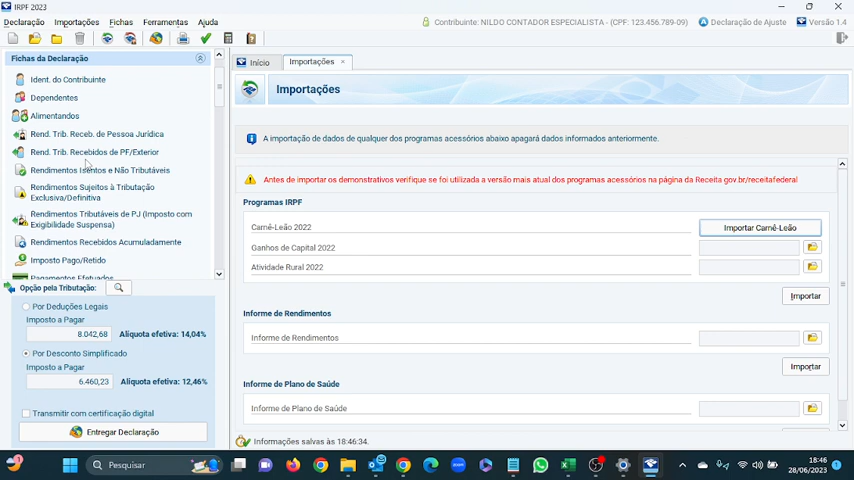 IRPF 2023
Declaração Importações Fichas Ferramentas Ajuda
Contribuinte: NILDO CONTADOR ESPECIALISTA - (CPF: 123.456.789-09) Declaração de Ajuste Versão 1.4
Fichas da Declaração
Ident. do Contribuinte
Dependentes
Alimentandos
Rend. Trib. Receb. de Pessoa Jurídica
Rend. Trib. Recebidos de PF/Exterior
Rendimentos Isentos e Não Tributáveis
Rendimentos Sujeitos à Tributação
Exclusiva/Definitiva
Rendimentos Tributáveis de PJ (Imposto com
Exigibilidade Suspensa)
Rendimentos Recebidos Acumuladamente
Imposto Pago/Retido
Pagamentos Efetuados
Opção pela Tributação:
Por Deduções Legais
Imposto a Pagar
8.042,68 Alíquota efetiva: 14,04%
Por Desconto Simplificado
Imposto a Pagar
6.460,23 Alíquota efetiva: 12,46%
Transmitir com certificação digital
Entregar Declaração
Início Importações ×
Importações
A importação de dados de qualquer dos programas acessórios abaixo apagará dados informados anteriormente.
Antes de importar os demonstrativos verifique se foi utilizada a versão mais atual dos programas acessórios na página da Receita gov.br/receitafederal
Programas IRPF
Carnê-Leão 2022 Importar Carnê-Leão
Ganhos de Capital 2022
Atividade Rural 2022
Importar
Informe de Rendimentos
Informe de Rendimentos
Importar
Informe de Plano de Saúde
Informe de Plano de Saúde
Informações salvas às 18:46:34.
Pesquisar
18:46
28/06/2023